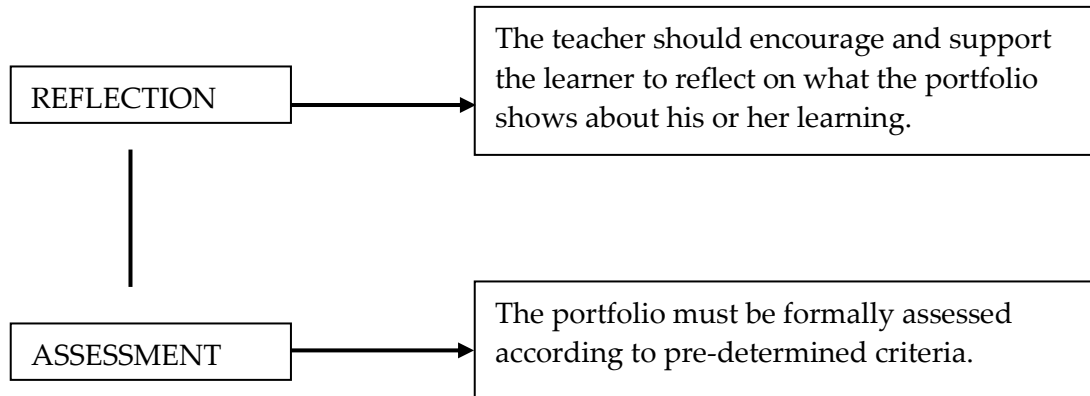 REFLECTION
The teacher should encourage and support
the learner to reflect on what the portfolio
shows about his or her learning.
ASSESSMENT
The portfolio must be formally assessed
according to pre-determined criteria.